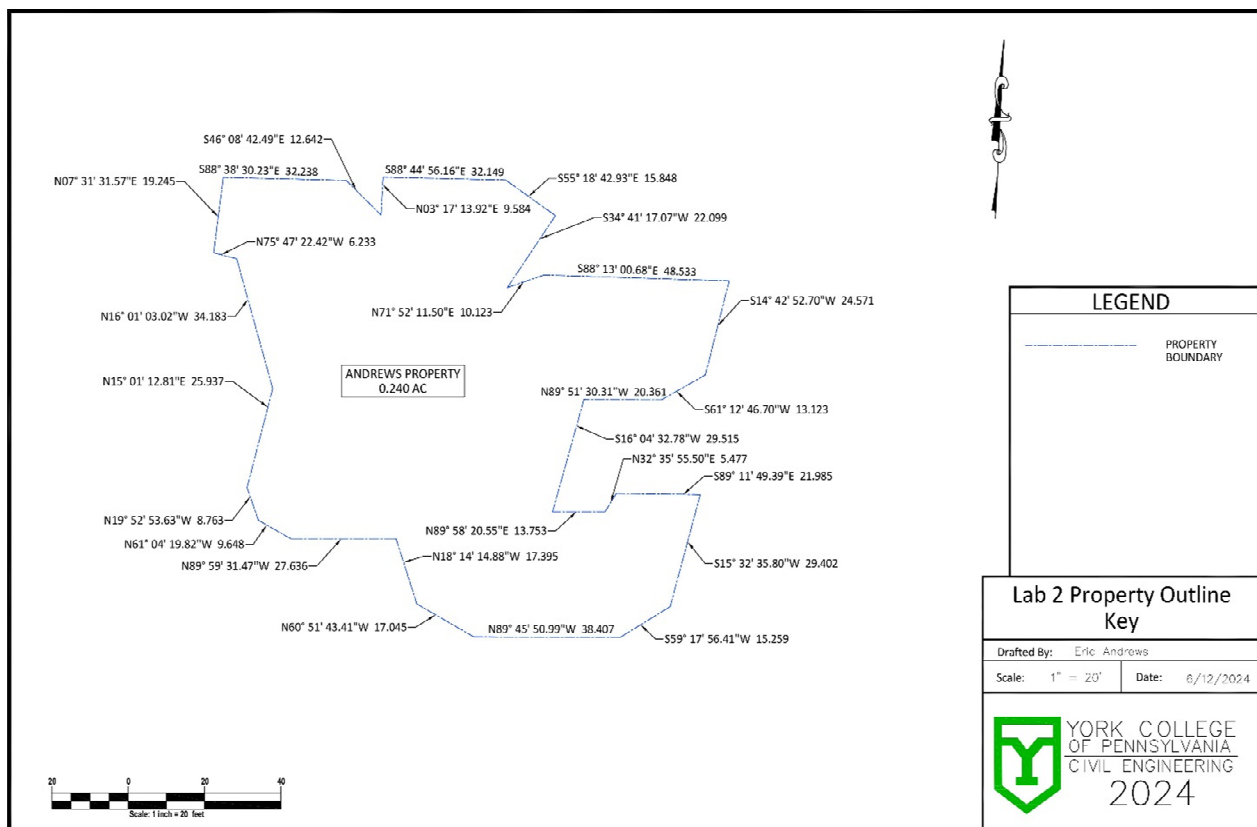 S46° 08' 42.49"E 12.642
S88° 38' 30.23"E 32.238
S88° 44' 56.16"E 32.149
N07° 31' 31.57"E 19.245
S55° 18' 42.93"E 15.848
N03° 17' 13.92"E 9.584
S34° 41' 17.07"W 22.099
N75° 47' 22.42"W 6.233
S88° 13' 00.68"E 48.533
S14° 42' 52.70"W 24.571
N71° 52' 11.50"E 10.123
N16° 01' 03.02"W 34.183
ANDREWS PROPERTY
0.240 AC
N15° 01' 12.81"E 25.937
N89° 51' 30.31"W 20.361
S61° 12' 46.70"W 13.123
S16° 04' 32.78"W 29.515
N32° 35' 55.50"E 5.477
S89° 11' 49.39"E 21.985
N19° 52' 53.63"W 8.763
N89° 58' 20.55"E 13.753
N61° 04' 19.82"W 9.648
N18° 14' 14.88"W 17.395
N89° 59' 31.47"W 27.636
S15° 32' 35.80"W 29.402
N60° 51' 43.41"W 17.045
N89° 45' 50.99"W 38.407
S59° 17' 56.41"W 15.259
20 0 20 40
Scale: 1 inch = 20 feet
LEGEND
PROPERTY
BOUNDARY
Lab 2 Property Outline
Key
Drafted By: Eric Andrews
Scale: 1" = 20' Date: 6/12/2024
Y
YORK COLLEGE
OF PENNSYLVANIA
CIVIL ENGINEERING
2024